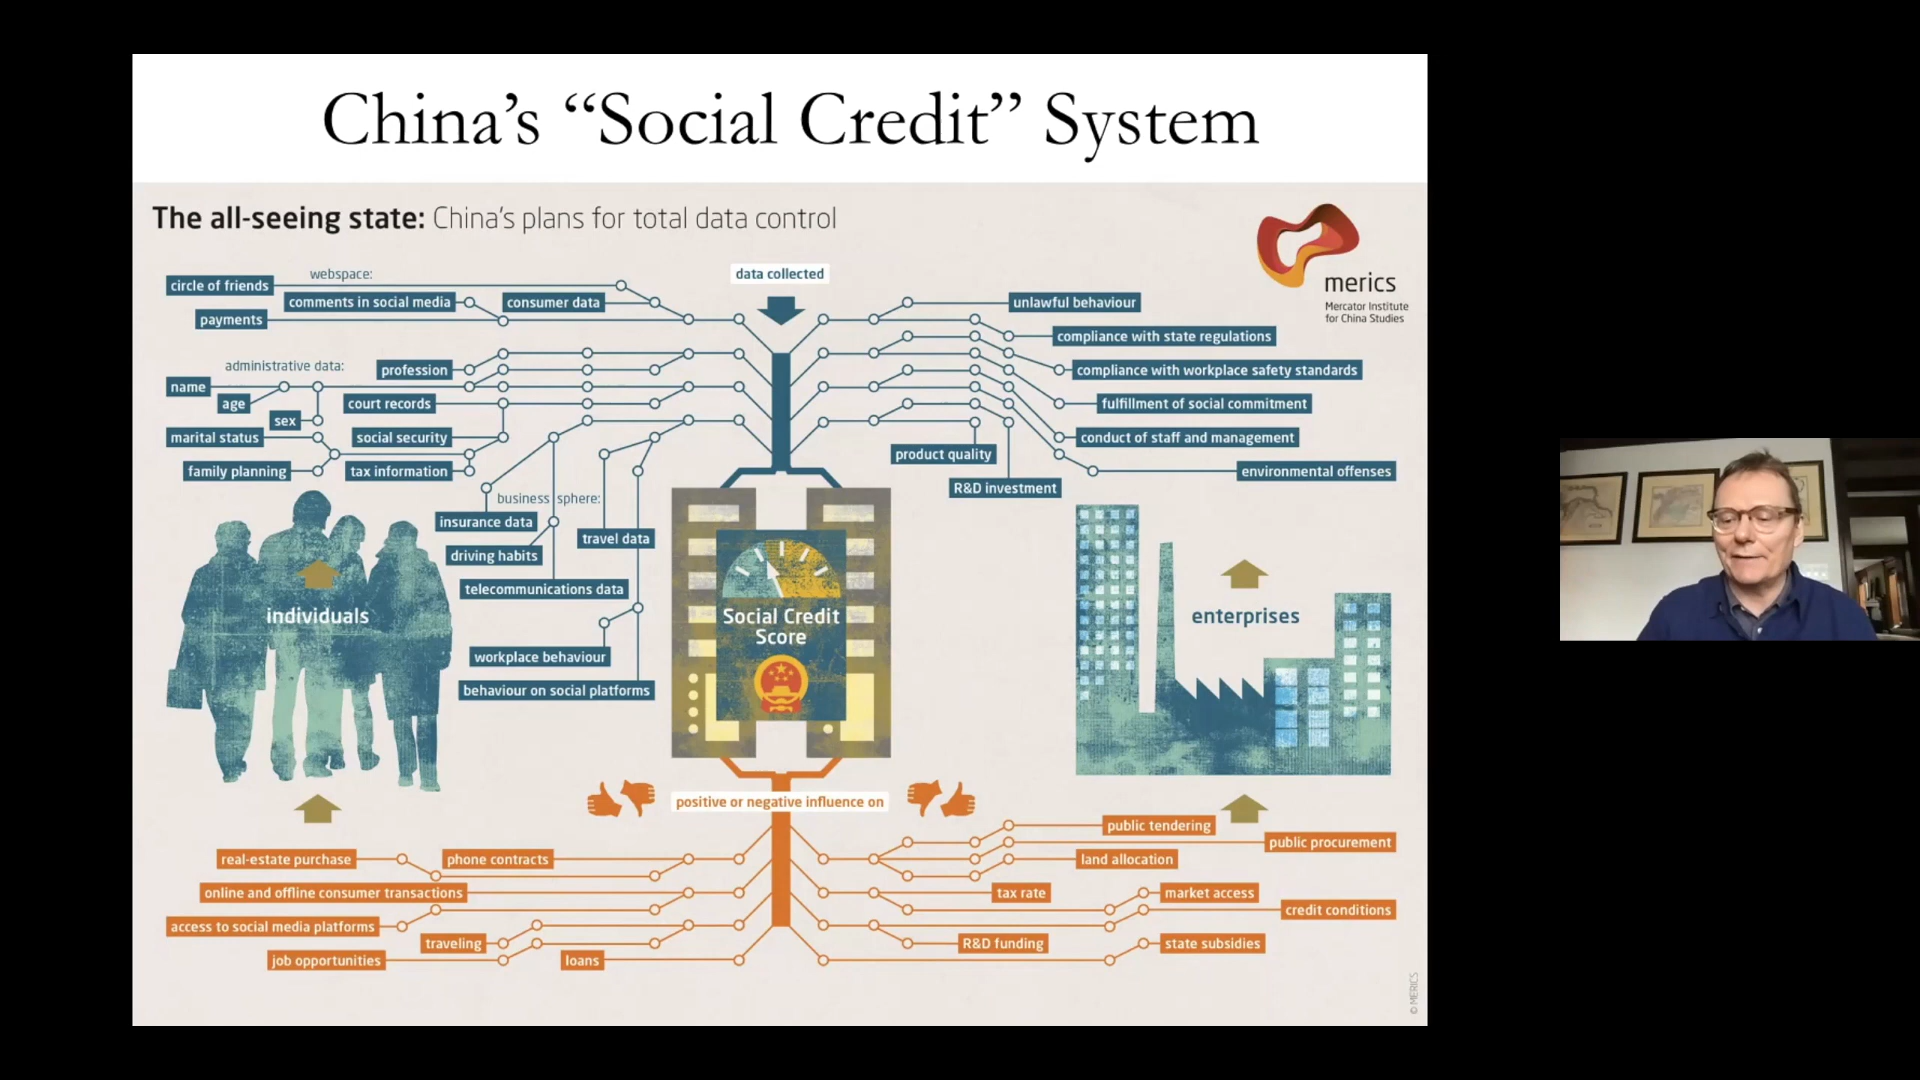 China's “Social Credit” System
The all-seeing state: China's plans for total data control
merics
Mercator Institute
for China Studies
data collected
webspace:
circle of friends
comments in social media
consumer data
payments
administrative data:
profession
name
age
court records
sex
marital status
social security
family planning
tax information
business sphere:
insurance data
driving habits
travel data
telecommunications data
workplace behaviour
behaviour on social platforms
individuals
unlawful behaviour
compliance with state regulations
compliance with workplace safety standards
fulfillment of social commitment
conduct of staff and management
product quality
environmental offenses
R&D investment
enterprises
Social Credit
Score
positive or negative influence on
real-estate purchase
phone contracts
online and offline consumer transactions
access to social media platforms
traveling
job opportunities
loans
public tendering
public procurement
land allocation
tax rate
market access
credit conditions
R&D funding
state subsidies
© MERICS